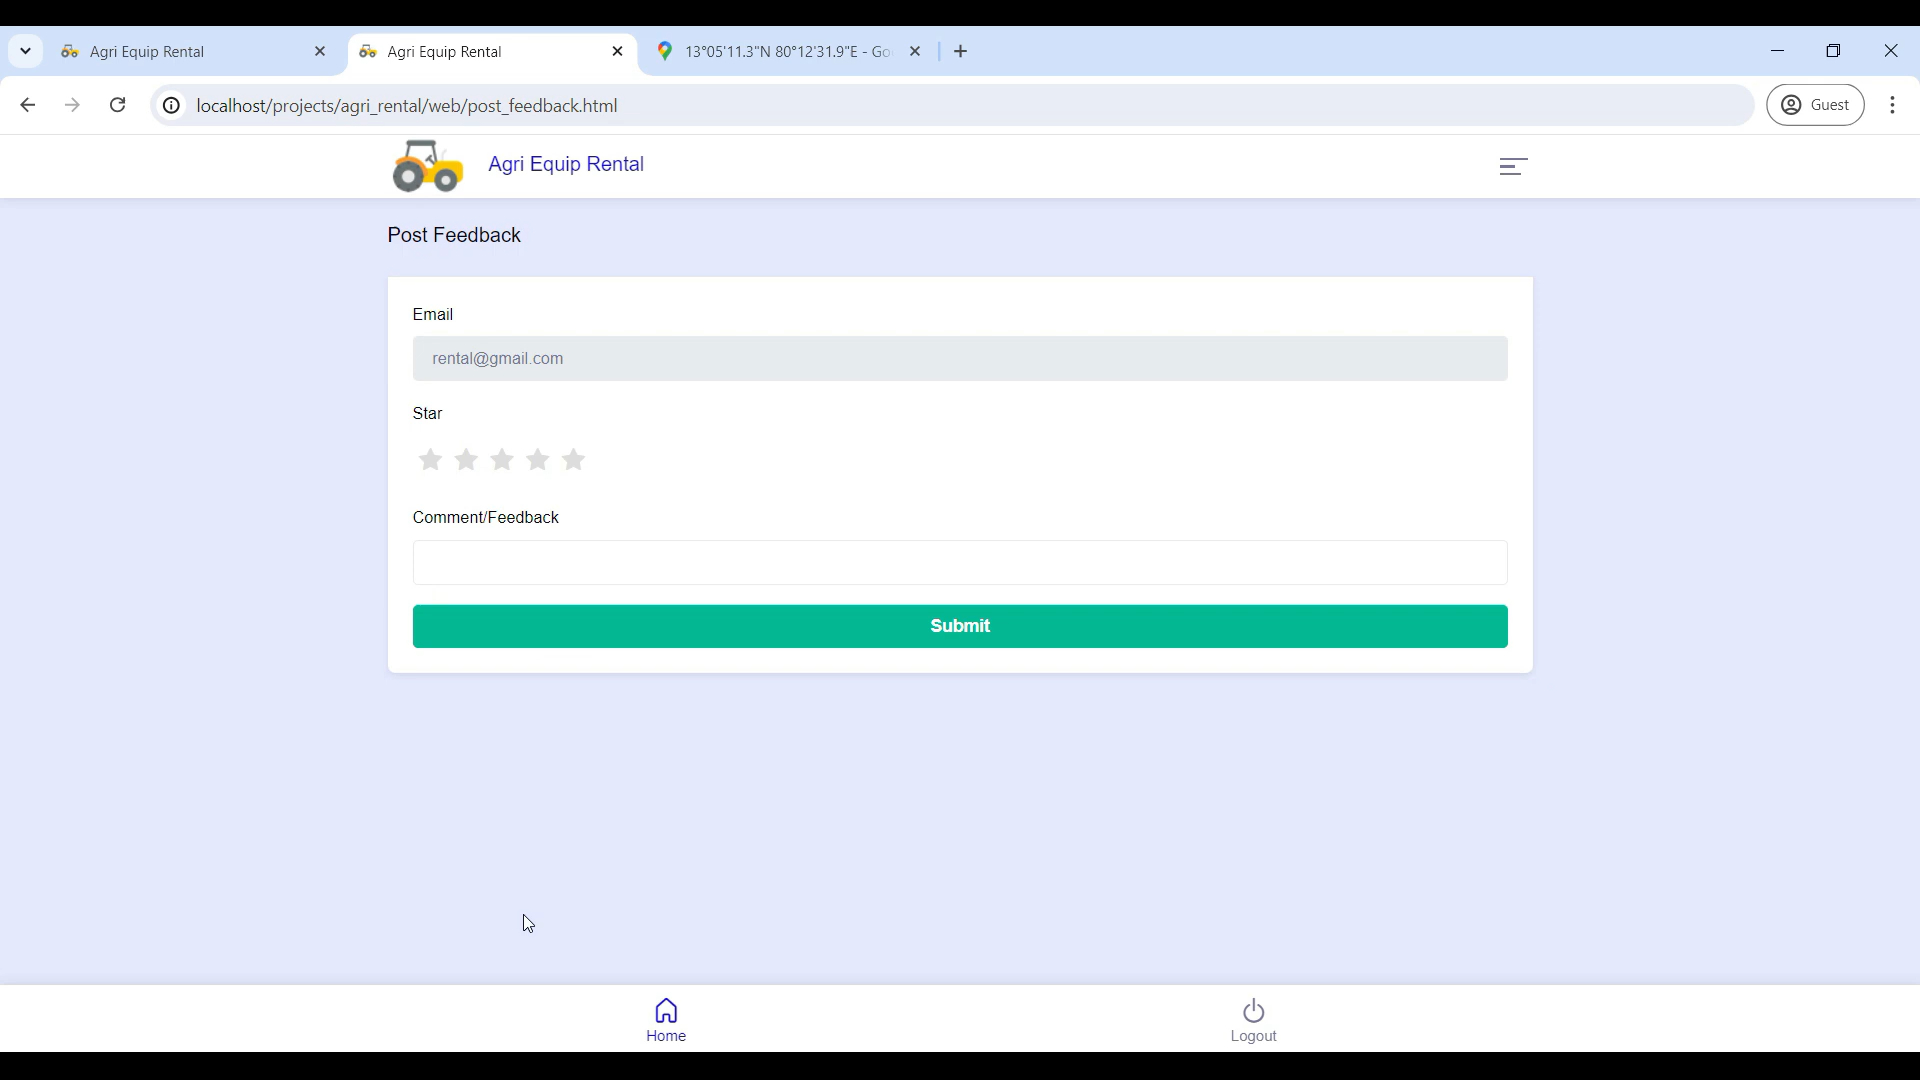 Agri Equip Rental
Agri Equip Rental
13°05'11.3"N 80°12'31.9"E - Go
localhost/projects/agri_rental/web/post_feedback.html
Guest
Agri Equip Rental
Post Feedback
Email
rental@gmail.com
Star
Comment/Feedback
Submit
Home
Logout